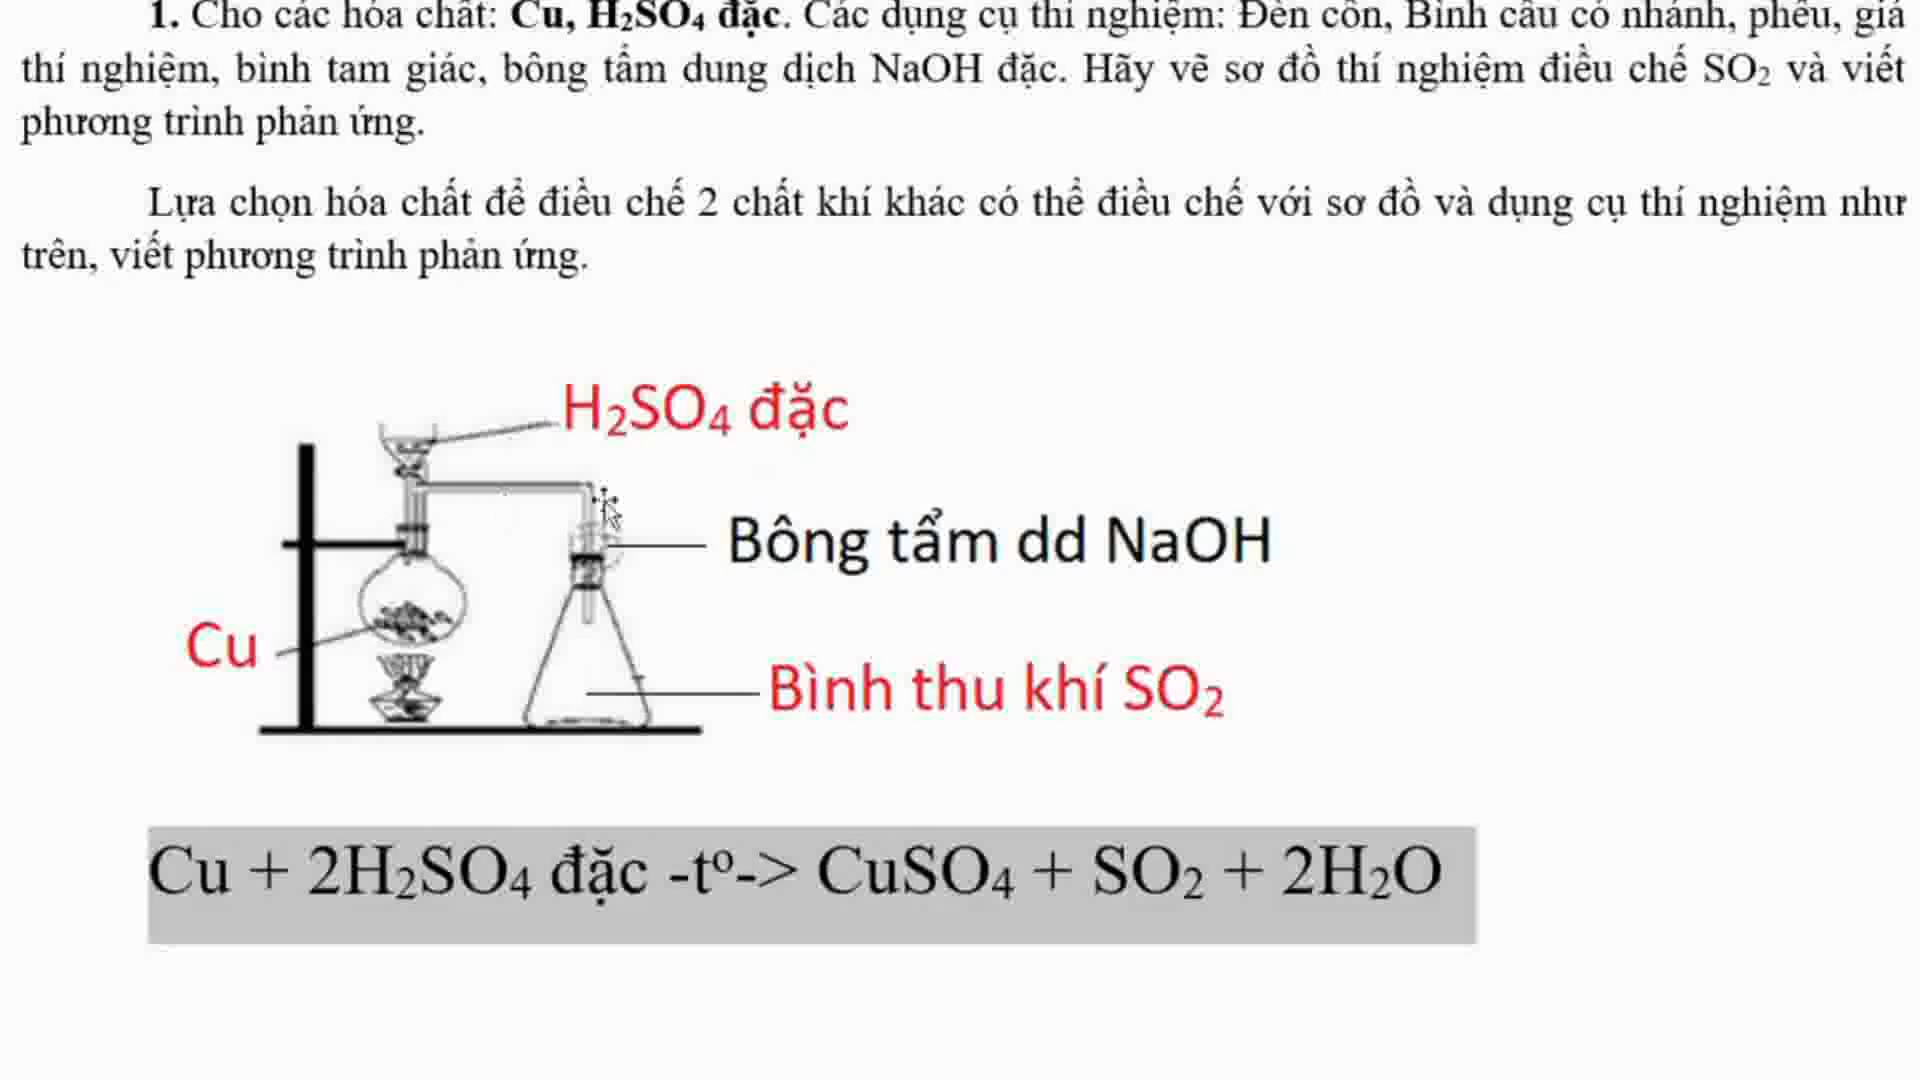 1. Cho các hóa chất: Cu, H₂SO₄ đặc. Các dụng cụ thí nghiệm: Đèn cồn, Bình cầu có nhánh, phễu, giá
thí nghiệm, bình tam giác, bông tẩm dung dịch NaOH đặc. Hãy vẽ sơ đồ thí nghiệm điều chế SO₂ và viết
phương trình phản ứng.
Lựa chọn hóa chất để điều chế 2 chất khí khác có thể điều chế với sơ đồ và dụng cụ thí nghiệm như
trên, viết phương trình phản ứng.
H₂SO₄ đặc
Bông tẩm dd NaOH
Cu
Bình thu khí SO₂
Cu + 2H₂SO₄ đặc -tº-> CuSO₄ + SO₂ + 2H₂O